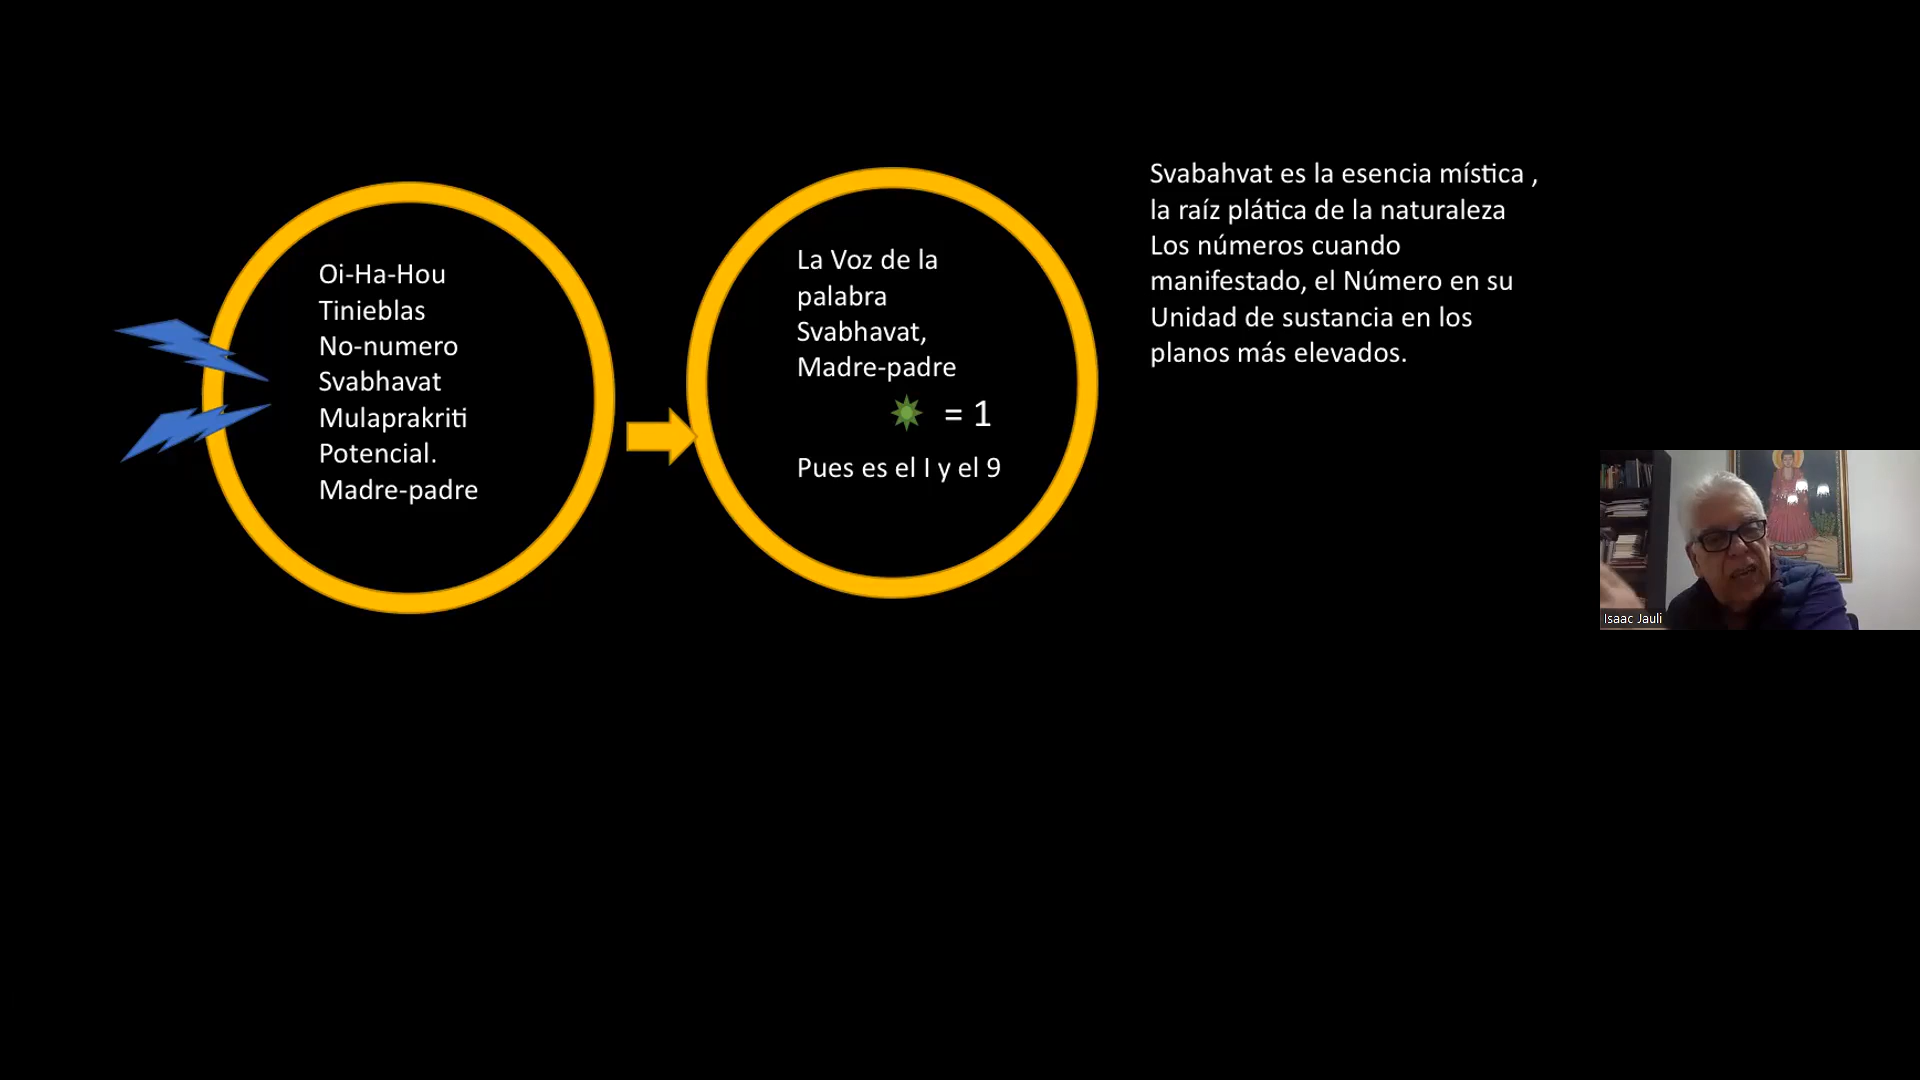 Oi-Ha-Hou
Tinieblas
No-numero
Svabhavat
Mulaprakriti
Potencial.
Madre-padre
La Voz de la
palabra
Svabhavat,
Madre-padre
= 1
Pues es el I y el 9
Svabahvat es la esencia mística ,
la raíz plática de la naturaleza
Los números cuando
manifestado, el Número en su
Unidad de sustancia en los
planos más elevados.
Isaac Jauli